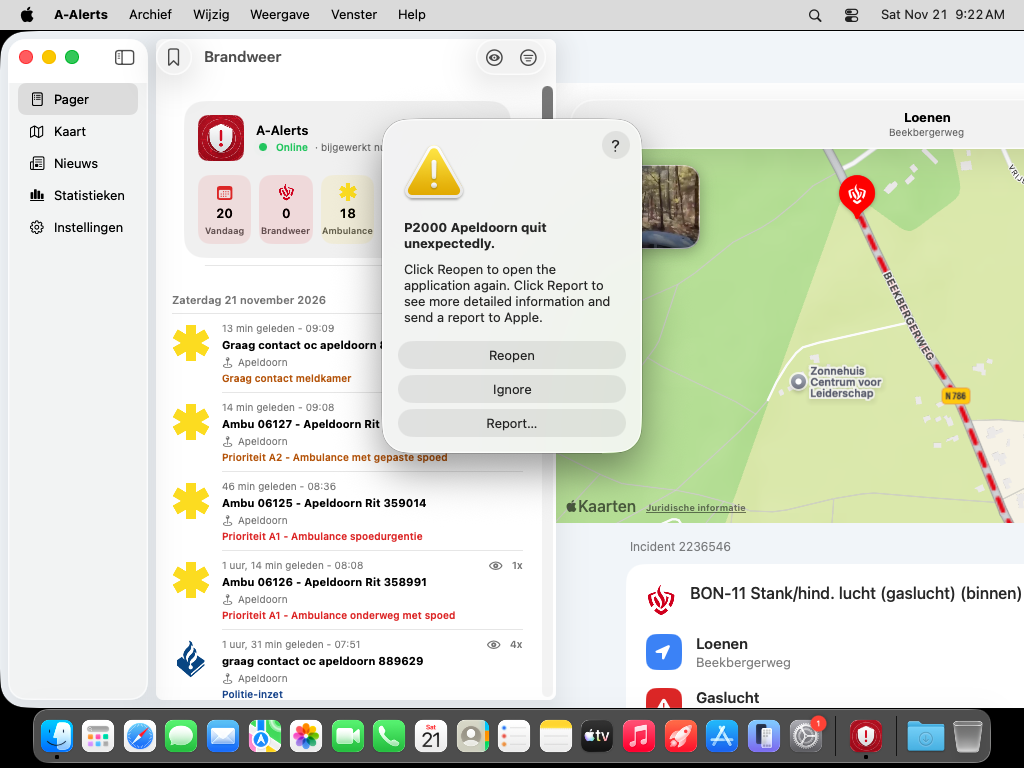 A-Alerts Archief Wijzig Weergave Venster Help Sat Nov 21 9:22 AM
Pager
Kaart
Nieuws
Statistieken
Instellingen
Brandweer
A-Alerts
Online · bijgewerkt nu
20
Vandaag
0
Brandweer
18
Ambulance
Zaterdag 21 november 2026
13 min geleden - 09:09
Graag contact oc apeldoorn
Apeldoorn
Graag contact meldkamer
14 min geleden - 09:08
Ambu 06127 - Apeldoorn Rit
Apeldoorn
Prioriteit A2 - Ambulance met gepaste spoed
46 min geleden - 08:36
Ambu 06125 - Apeldoorn Rit 359014
Apeldoorn
Prioriteit A1 - Ambulance spoedurgentie
1 uur, 14 min geleden - 08:08 1x
Ambu 06126 - Apeldoorn Rit 358991
Apeldoorn
Prioriteit A1 - Ambulance onderweg met spoed
1 uur, 31 min geleden - 07:51 4x
graag contact oc apeldoorn 889629
Apeldoorn
Politie-inzet
?
P2000 Apeldoorn quit
unexpectedly.
Click Reopen to open the
application again. Click Report to
see more detailed information and
send a report to Apple.
Reopen
Ignore
Report...
Loenen
Beekbergerweg
BEEKBERGERWEG
Zonnehuis
Centrum voor
Leiderschap
N786
Kaarten
Juridische informatie
Incident 2236546
BON-11 Stank/hind. lucht (gaslucht) (binnen)
Loenen
Beekbergerweg
Gaslucht
Sat
21
tv
1